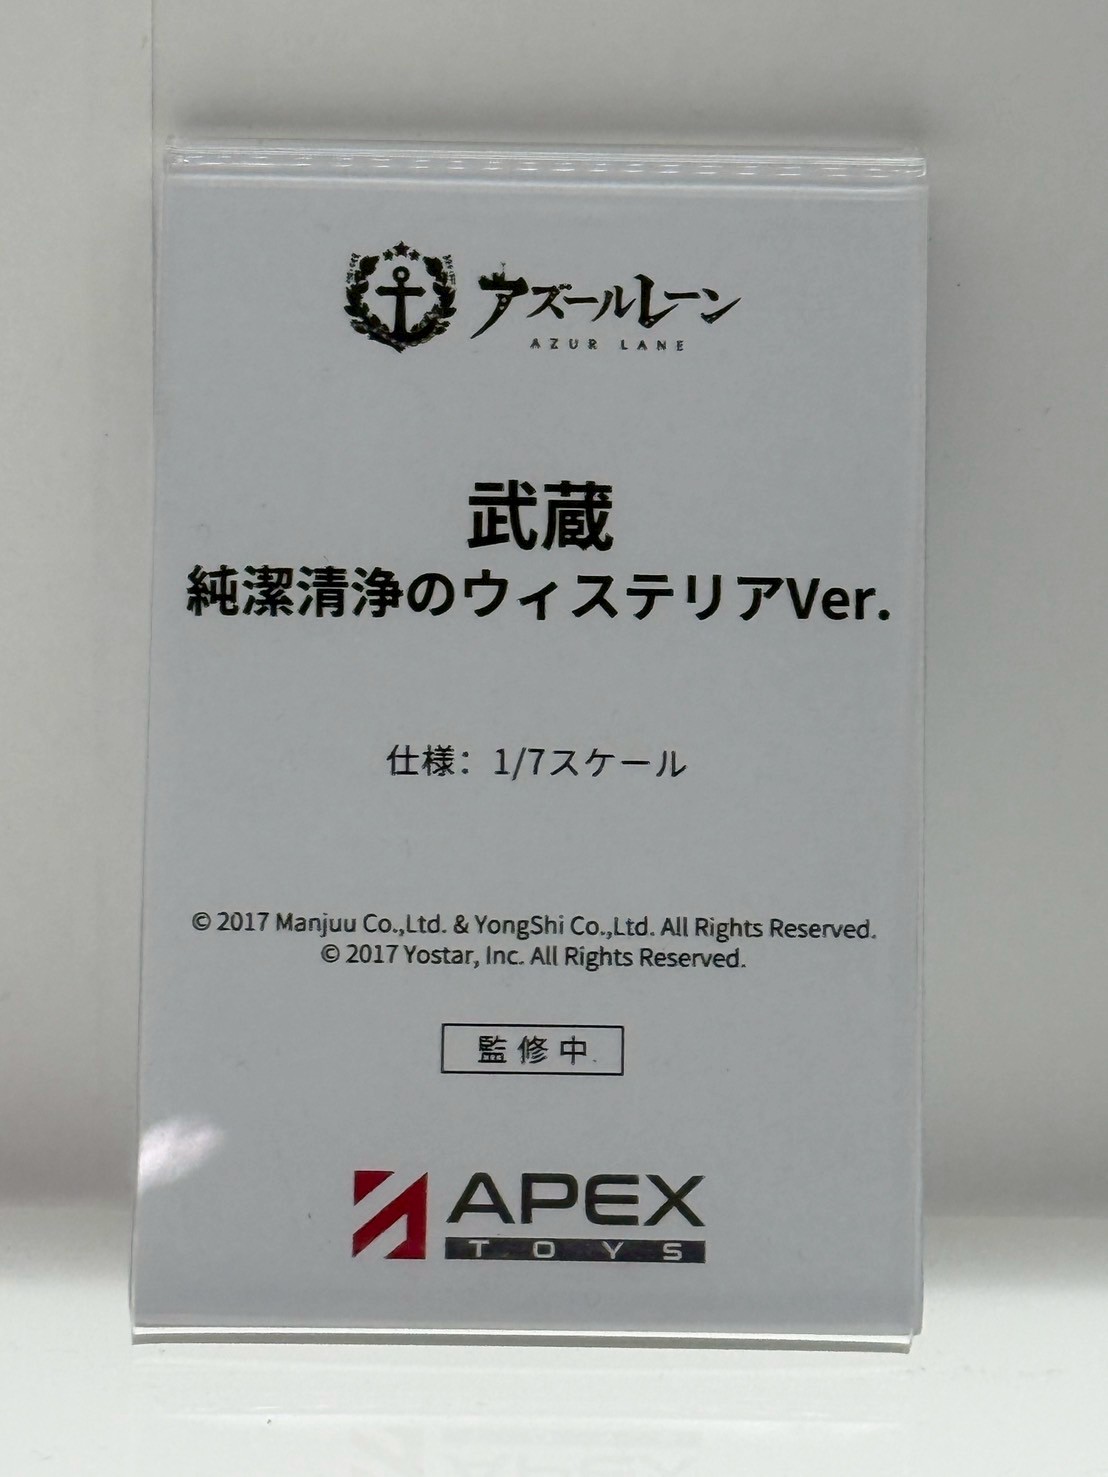 アズールレーン
AZUR LANE
武蔵
純潔清浄のウィステリアVer.
仕様：1/7スケール
© 2017 Manjuu Co.,Ltd. & YongShi Co.,Ltd. All Rights Reserved.
© 2017 Yostar, Inc. All Rights Reserved.
監修中
APEX
TOYS